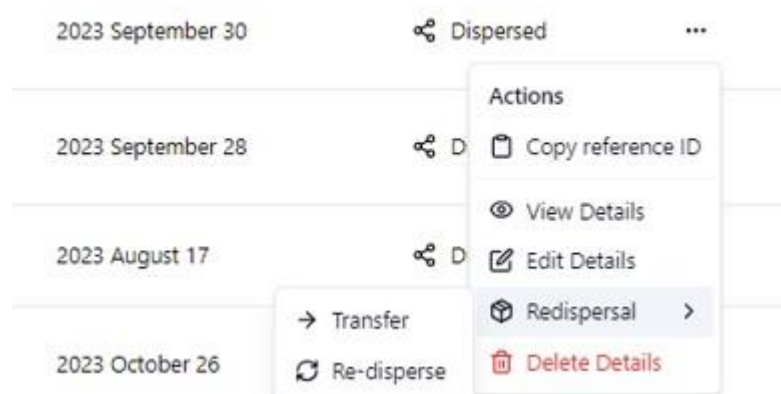 2023 September 30 Dispersed ...
Actions
Copy reference ID
2023 September 28 D
View Details
2023 August 17 D Edit Details
Transfer Redispersal >
2023 October 26 Re-disperse Delete Details